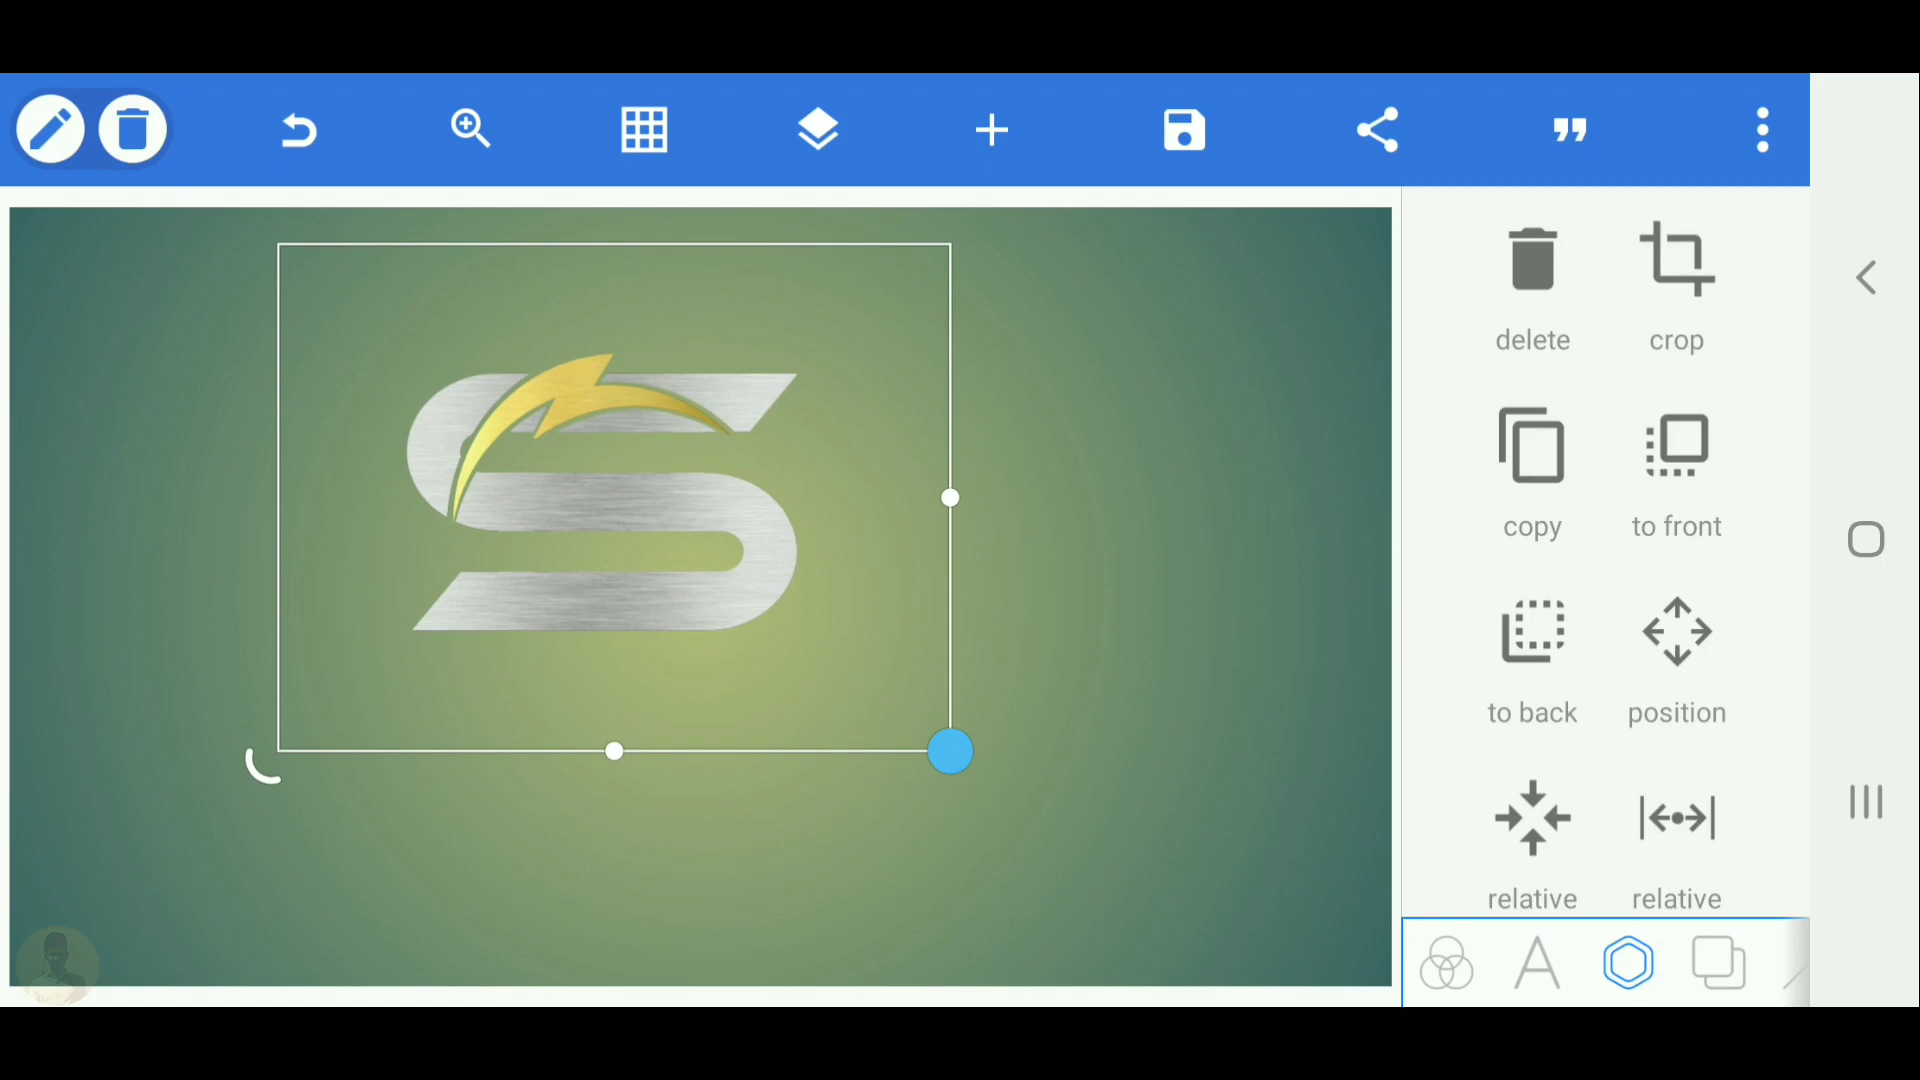 S
delete crop
copy to front
to back position
relative relative
A